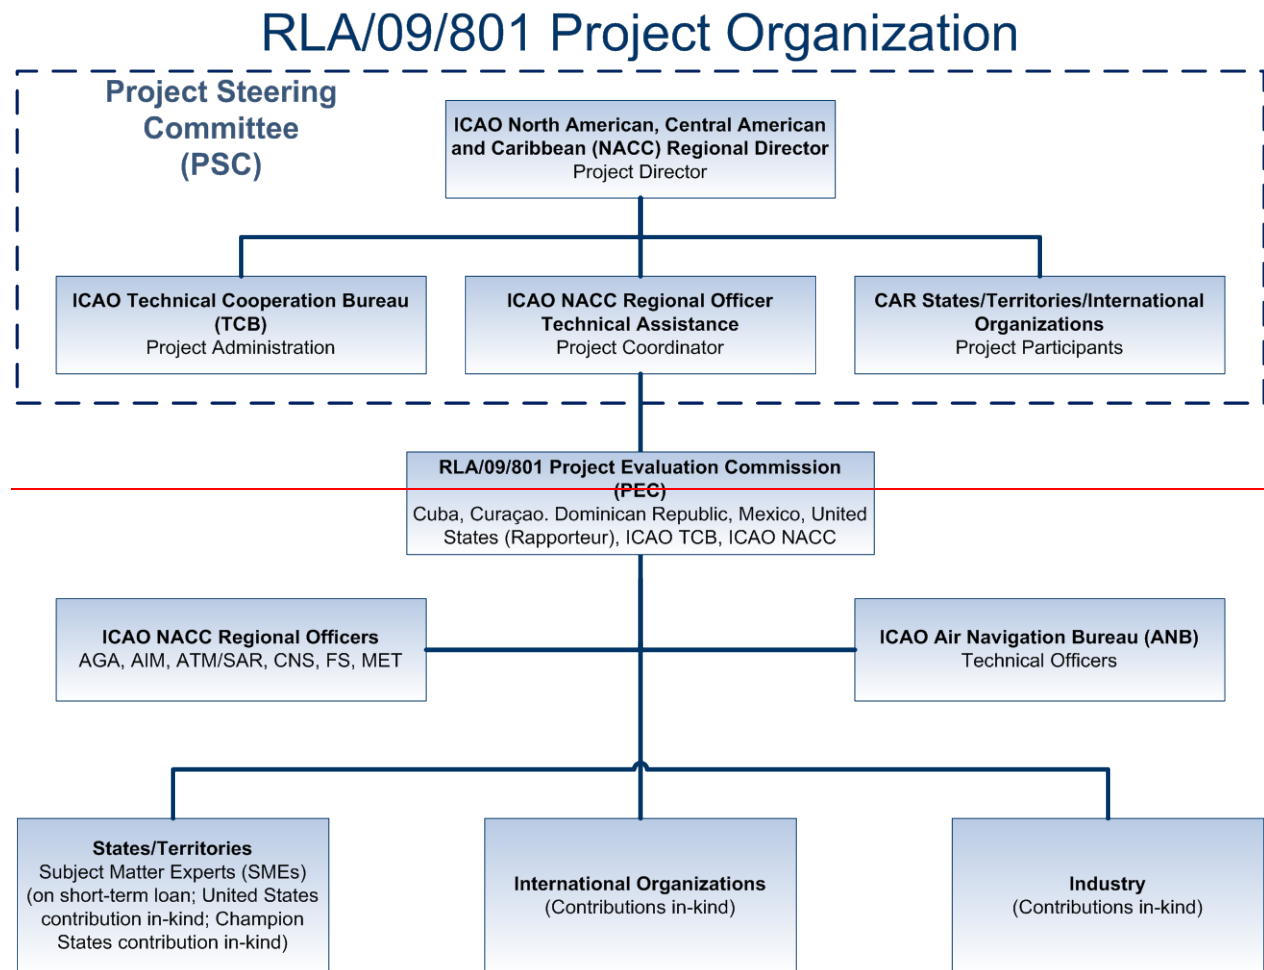 RLA/09/801 Project Organization
Project Steering
Committee
(PSC)
ICAO North American, Central American
and Caribbean (NACC) Regional Director
Project Director
ICAO Technical Cooperation Bureau
(TCB)
Project Administration
ICAO NACC Regional Officer
Technical Assistance
Project Coordinator
CAR States/Territories/International
Organizations
Project Participants
RLA/09/801 Project Evaluation Commission
(PEC)
Cuba, Curaçao. Dominican Republic, Mexico, United
States (Rapporteur), ICAO TCB, ICAO NACC
ICAO NACC Regional Officers
AGA, AIM, ATM/SAR, CNS, FS, MET
ICAO Air Navigation Bureau (ANB)
Technical Officers
States/Territories
Subject Matter Experts (SMEs)
(on short-term loan; United States
contribution in-kind; Champion
States contribution in-kind)
International Organizations
(Contributions in-kind)
Industry
(Contributions in-kind)